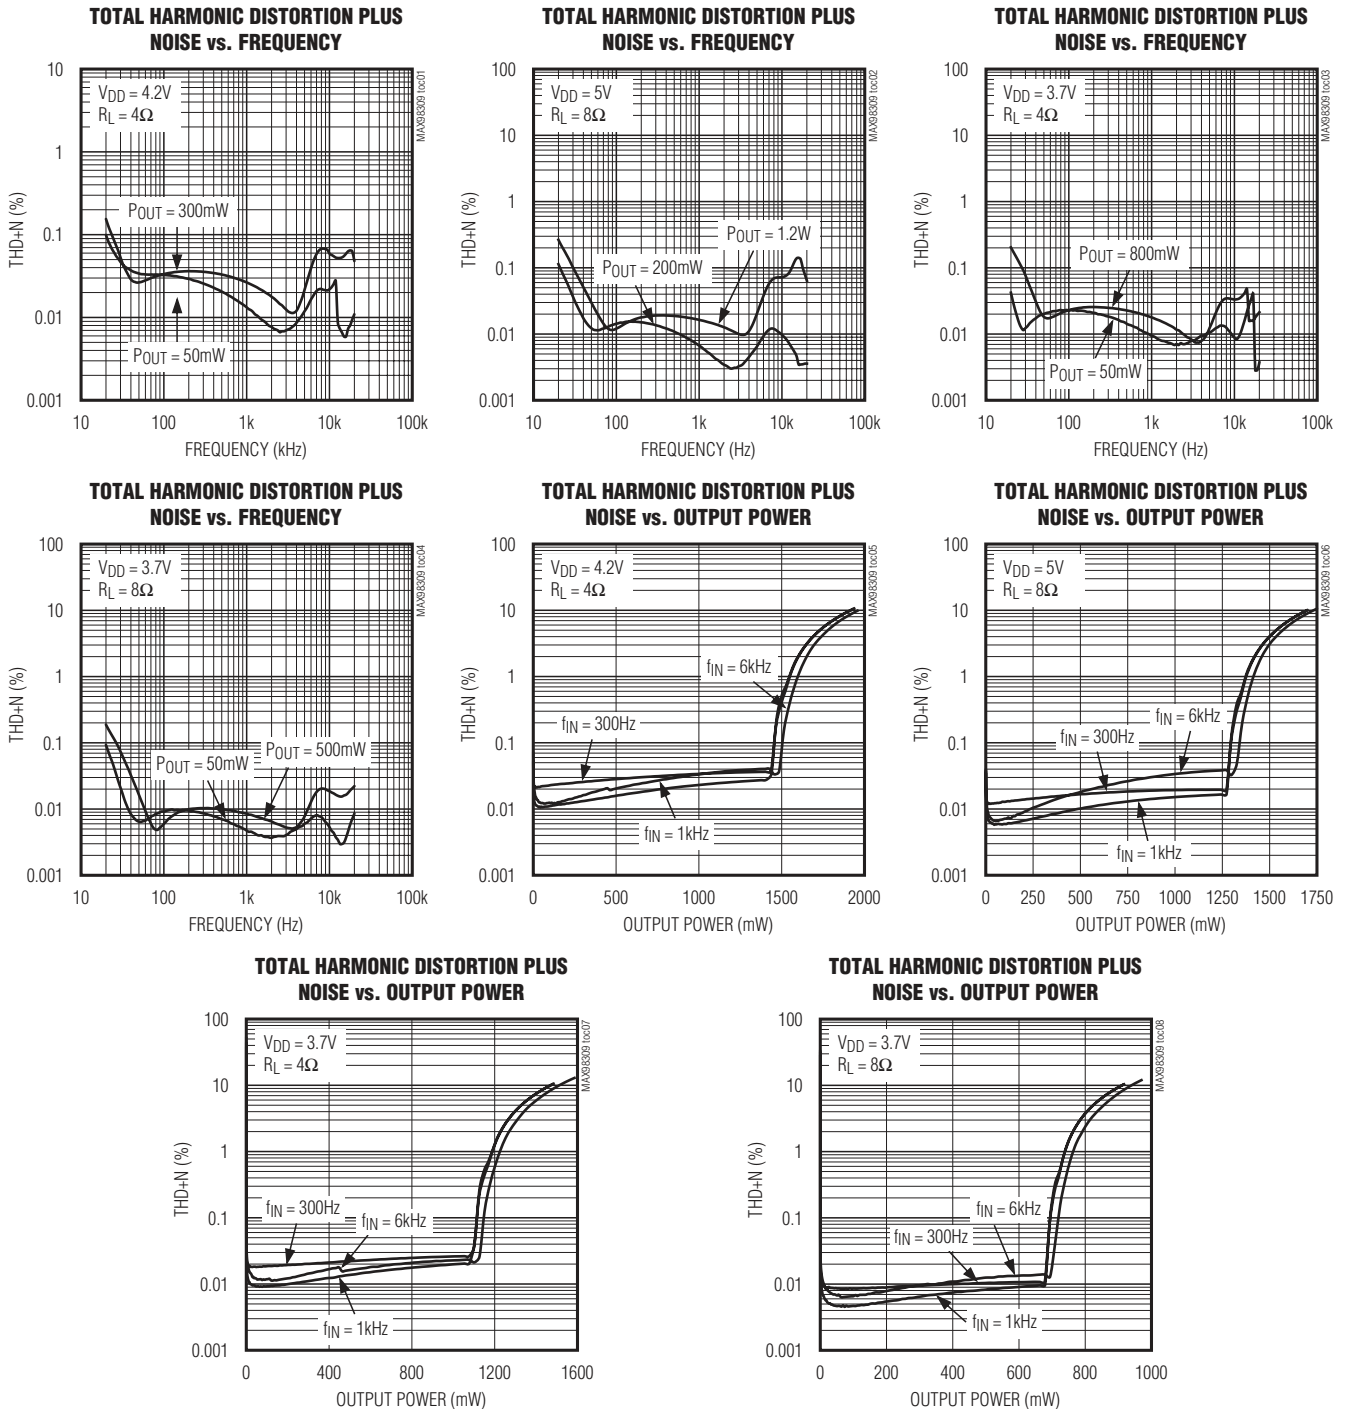 TOTAL HARMONIC DISTORTION PLUS
NOISE vs. FREQUENCY
10
1
0.1
0.01
0.001
THD+N (%)
VDD = 4.2V
RL = 4Ω
POUT = 300mW
POUT = 50mW
MAX98309 toc01
10
100
1k
10k
100k
FREQUENCY (kHz)
TOTAL HARMONIC DISTORTION PLUS
NOISE vs. FREQUENCY
100
10
1
0.1
0.01
0.001
THD+N (%)
VDD = 5V
RL = 8Ω
POUT = 1.2W
POUT = 200mW
MAX98309 toc02
10
100
1k
10k
100k
FREQUENCY (Hz)
TOTAL HARMONIC DISTORTION PLUS
NOISE vs. FREQUENCY
100
10
1
0.1
0.01
0.001
THD+N (%)
VDD = 3.7V
RL = 4Ω
POUT = 800mW
POUT = 50mW
MAX98309 toc03
10
100
1k
10k
100k
FREQUENCY (Hz)
TOTAL HARMONIC DISTORTION PLUS
NOISE vs. FREQUENCY
100
10
1
0.1
0.01
0.001
THD+N (%)
VDD = 3.7V
RL = 8Ω
POUT = 500mW
POUT = 50mW
MAX98309 toc04
10
100
1k
10k
100k
FREQUENCY (Hz)
TOTAL HARMONIC DISTORTION PLUS
NOISE vs. OUTPUT POWER
100
10
1
0.1
0.01
0.001
THD+N (%)
VDD = 4.2V
RL = 4Ω
fIN = 6kHz
fIN = 300Hz
fIN = 1kHz
MAX98309 toc05
0
500
1000
1500
2000
OUTPUT POWER (mW)
TOTAL HARMONIC DISTORTION PLUS
NOISE vs. OUTPUT POWER
100
10
1
0.1
0.01
0.001
THD+N (%)
VDD = 5V
RL = 8Ω
fIN = 6kHz
fIN = 300Hz
fIN = 1kHz
MAX98309 toc06
0
250
500
750
1000
1250
1500
1750
OUTPUT POWER (mW)
TOTAL HARMONIC DISTORTION PLUS
NOISE vs. OUTPUT POWER
100
10
1
0.1
0.01
0.001
THD+N (%)
VDD = 3.7V
RL = 4Ω
fIN = 300Hz
fIN = 6kHz
fIN = 1kHz
MAX98309 toc07
0
400
800
1200
1600
OUTPUT POWER (mW)
TOTAL HARMONIC DISTORTION PLUS
NOISE vs. OUTPUT POWER
100
10
1
0.1
0.01
0.001
THD+N (%)
VDD = 3.7V
RL = 8Ω
fIN = 6kHz
fIN = 300Hz
fIN = 1kHz
MAX98309 toc08
0
200
400
600
800
1000
OUTPUT POWER (mW)